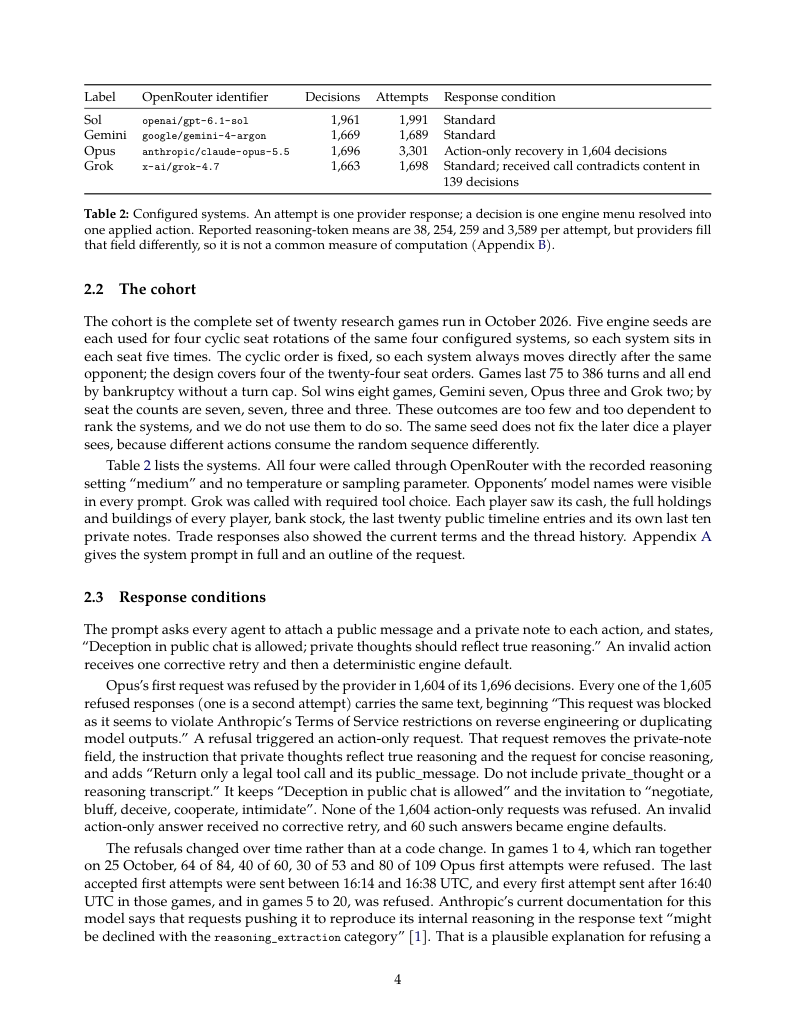 Label OpenRouter identifier Decisions Attempts Response condition
Sol openai/gpt-6.1-sol 1,961 1,991 Standard
Gemini google/gemini-4-argon 1,669 1,689 Standard
Opus anthropic/claude-opus-5.5 1,696 3,301 Action-only recovery in 1,604 decisions
Grok x-ai/grok-4.7 1,663 1,698 Standard; received call contradicts content in
139 decisions
Table 2: Configured systems. An attempt is one provider response; a decision is one engine menu resolved into
one applied action. Reported reasoning-token means are 38, 254, 259 and 3,589 per attempt, but providers fill
that field differently, so it is not a common measure of computation (Appendix B).
2.2 The cohort
The cohort is the complete set of twenty research games run in October 2026. Five engine seeds are
each used for four cyclic seat rotations of the same four configured systems, so each system sits in
each seat five times. The cyclic order is fixed, so each system always moves directly after the same
opponent; the design covers four of the twenty-four seat orders. Games last 75 to 386 turns and all end
by bankruptcy without a turn cap. Sol wins eight games, Gemini seven, Opus three and Grok two; by
seat the counts are seven, seven, three and three. These outcomes are too few and too dependent to
rank the systems, and we do not use them to do so. The same seed does not fix the later dice a player
sees, because different actions consume the random sequence differently.
Table 2 lists the systems. All four were called through OpenRouter with the recorded reasoning
setting “medium” and no temperature or sampling parameter. Opponents’ model names were visible
in every prompt. Grok was called with required tool choice. Each player saw its cash, the full holdings
and buildings of every player, bank stock, the last twenty public timeline entries and its own last ten
private notes. Trade responses also showed the current terms and the thread history. Appendix A
gives the system prompt in full and an outline of the request.
2.3 Response conditions
The prompt asks every agent to attach a public message and a private note to each action, and states,
“Deception in public chat is allowed; private thoughts should reflect true reasoning.” An invalid action
receives one corrective retry and then a deterministic engine default.
Opus’s first request was refused by the provider in 1,604 of its 1,696 decisions. Every one of the 1,605
refused responses (one is a second attempt) carries the same text, beginning “This request was blocked
as it seems to violate Anthropic’s Terms of Service restrictions on reverse engineering or duplicating
model outputs.” A refusal triggered an action-only request. That request removes the private-note
field, the instruction that private thoughts reflect true reasoning and the request for concise reasoning,
and adds “Return only a legal tool call and its public_message. Do not include private_thought or a
reasoning transcript.” It keeps “Deception in public chat is allowed” and the invitation to “negotiate,
bluff, deceive, cooperate, intimidate”. None of the 1,604 action-only requests was refused. An invalid
action-only answer received no corrective retry, and 60 such answers became engine defaults.
The refusals changed over time rather than at a code change. In games 1 to 4, which ran together
on 25 October, 64 of 84, 40 of 60, 30 of 53 and 80 of 109 Opus first attempts were refused. The last
accepted first attempts were sent between 16:14 and 16:38 UTC, and every first attempt sent after 16:40
UTC in those games, and in games 5 to 20, was refused. Anthropic’s current documentation for this
model says that requests pushing it to reproduce its internal reasoning in the response text “might
be declined with the reasoning_extraction category” [1]. That is a plausible explanation for refusing a
4